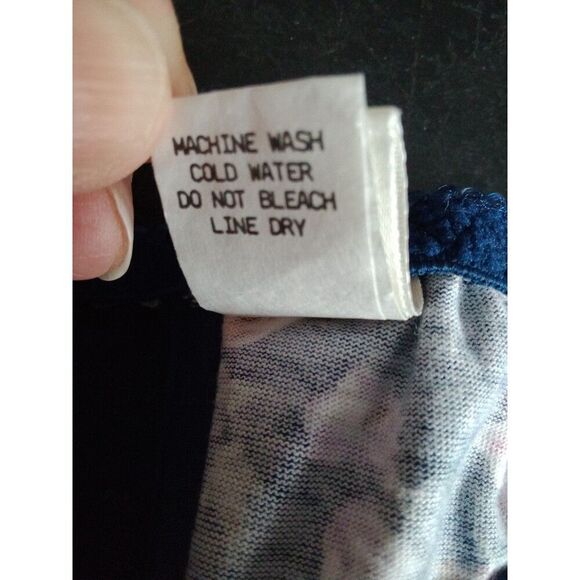 MACHINE WASH
COLD WATER
DO NOT BLEACH
LINE DRY